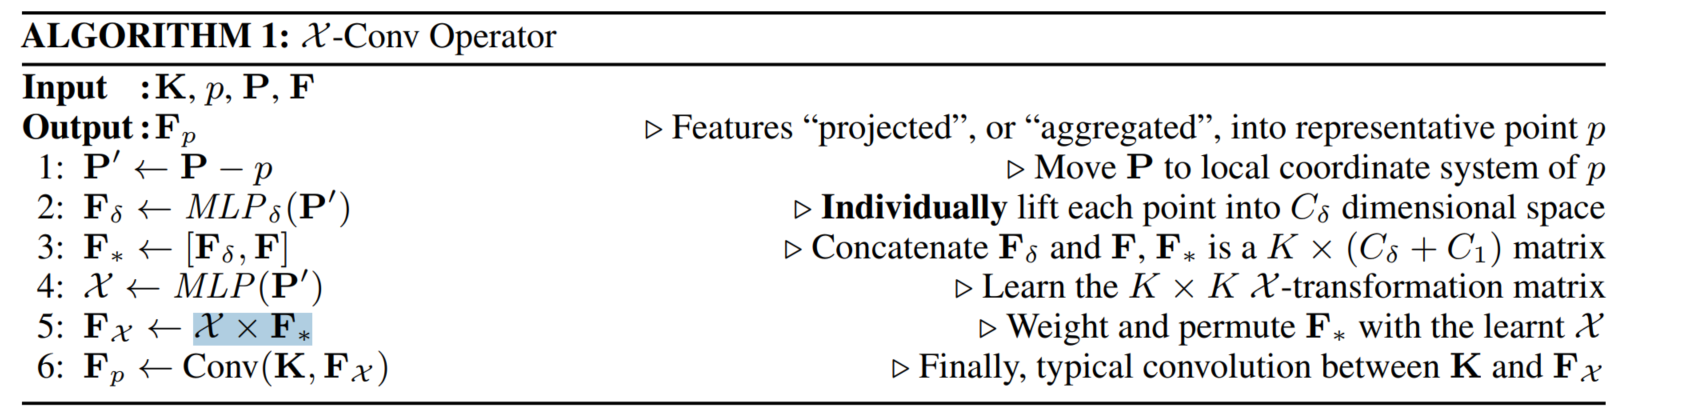 ALGORITHM 1: 𝒳-Conv Operator
Input : K, p, P, F
Output : F_p ▷ Features “projected”, or “aggregated”, into representative point p
1: P′ ← P − p ▷ Move P to local coordinate system of p
2: F_δ ← MLP_δ(P′) ▷ Individually lift each point into C_δ dimensional space
3: F_* ← [F_δ, F] ▷ Concatenate F_δ and F, F_* is a K × (C_δ + C_1) matrix
4: 𝒳 ← MLP(P′) ▷ Learn the K × K 𝒳-transformation matrix
5: F_𝒳 ← 𝒳 × F_* ▷ Weight and permute F_* with the learnt 𝒳
6: F_p ← Conv(K, F_𝒳) ▷ Finally, typical convolution between K and F_𝒳